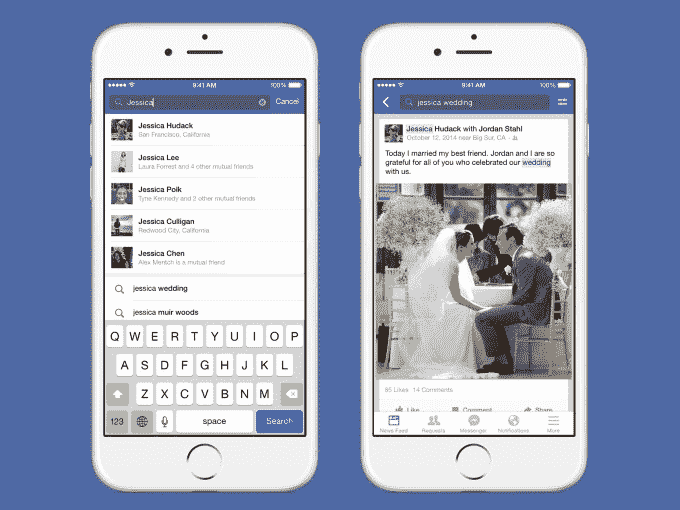 9:41 AM
100%
Jessica
Cancel
Jessica Hudack
San Francisco, California
Jessica Lee
Laura Forrest and 4 other mutual friends
Jessica Polk
Tyne Kennedy and 2 other mutual friends
Jessica Culligan
Redwood City, California
Jessica Chen
Alex Mentch is a mutual friend
jessica wedding
jessica muir woods
Q W E R T Y U I O P
A S D F G H J K L
Z X C V B N M
123
space
Search
9:41 AM
100%
jessica wedding
Jessica Hudack with Jordan Stahl
October 12, 2014 near Big Sur, CA
Today I married my best friend. Jordan and I are so
grateful for all of you who celebrated our wedding
with us.
85 Likes 14 Comments
Like Comment Share
News Feed Requests Messenger Notifications More